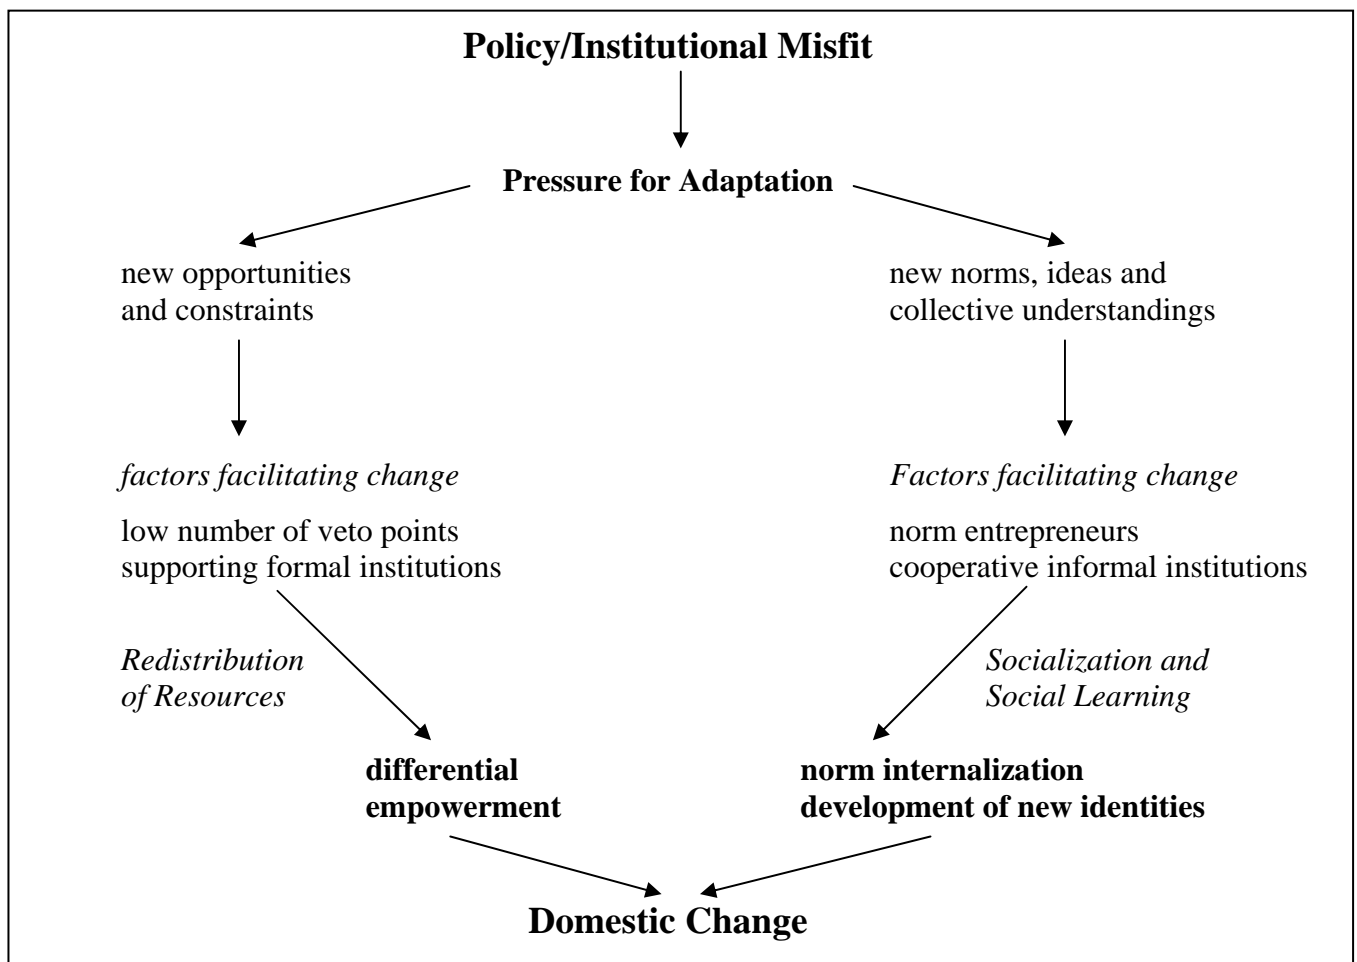 Policy/Institutional Misfit
Pressure for Adaptation
new opportunities
and constraints
new norms, ideas and
collective understandings
factors facilitating change
Factors facilitating change
low number of veto points
supporting formal institutions
norm entrepreneurs
cooperative informal institutions
Redistribution
of Resources
Socialization and
Social Learning
differential
empowerment
norm internalization
development of new identities
Domestic Change